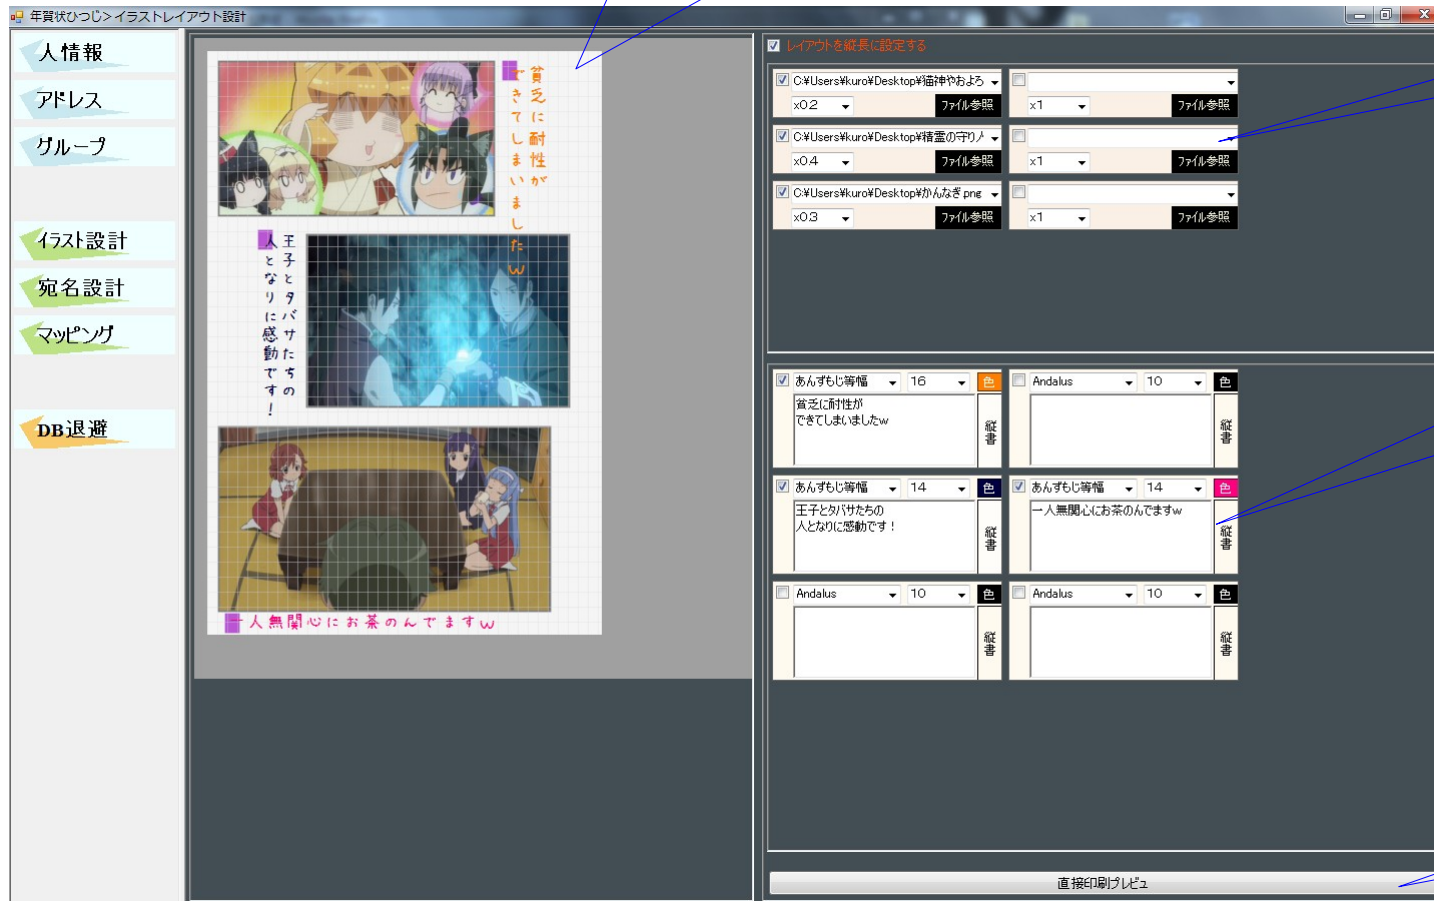 年賀状ひつじ>イラストレイアウト設計
人情報
アドレス
グループ
イラスト設計
宛名設計
マッピング
DB退避
貧乏に耐性が
できてしまいましたw
王子とタバサたちの
人となりに感動です!
一人無関心にお茶のんでますw
レイアウトを縦長に設定する
C:¥Users¥kuro¥Desktop¥猫神やおよろ
x0.2
ファイル参照
x1
ファイル参照
C:¥Users¥kuro¥Desktop¥精霊の守り人
x0.4
ファイル参照
x1
ファイル参照
C:¥Users¥kuro¥Desktop¥かんなぎ.png
x0.3
ファイル参照
x1
ファイル参照
あんずもじ等幅 16 色
貧乏に耐性が
できてしまいましたw
縦書
Andalus 10 色
縦書
あんずもじ等幅 14 色
王子とタバサたちの
人となりに感動です!
縦書
あんずもじ等幅 14 色
一人無関心にお茶のんでますw
縦書
Andalus 10 色
縦書
Andalus 10 色
縦書
直接印刷プレビュ